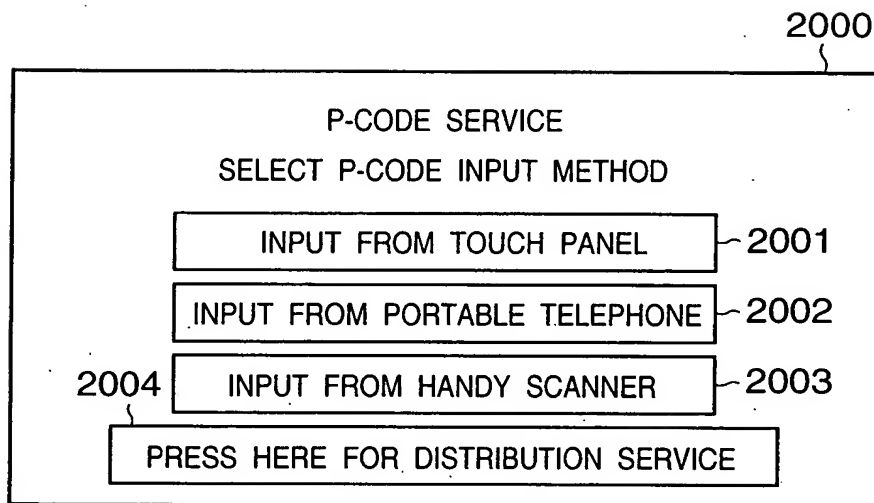 2000
P-CODE SERVICE
SELECT P-CODE INPUT METHOD
INPUT FROM TOUCH PANEL
2001
INPUT FROM PORTABLE TELEPHONE
2002
INPUT FROM HANDY SCANNER
2003
2004
PRESS HERE FOR DISTRIBUTION SERVICE